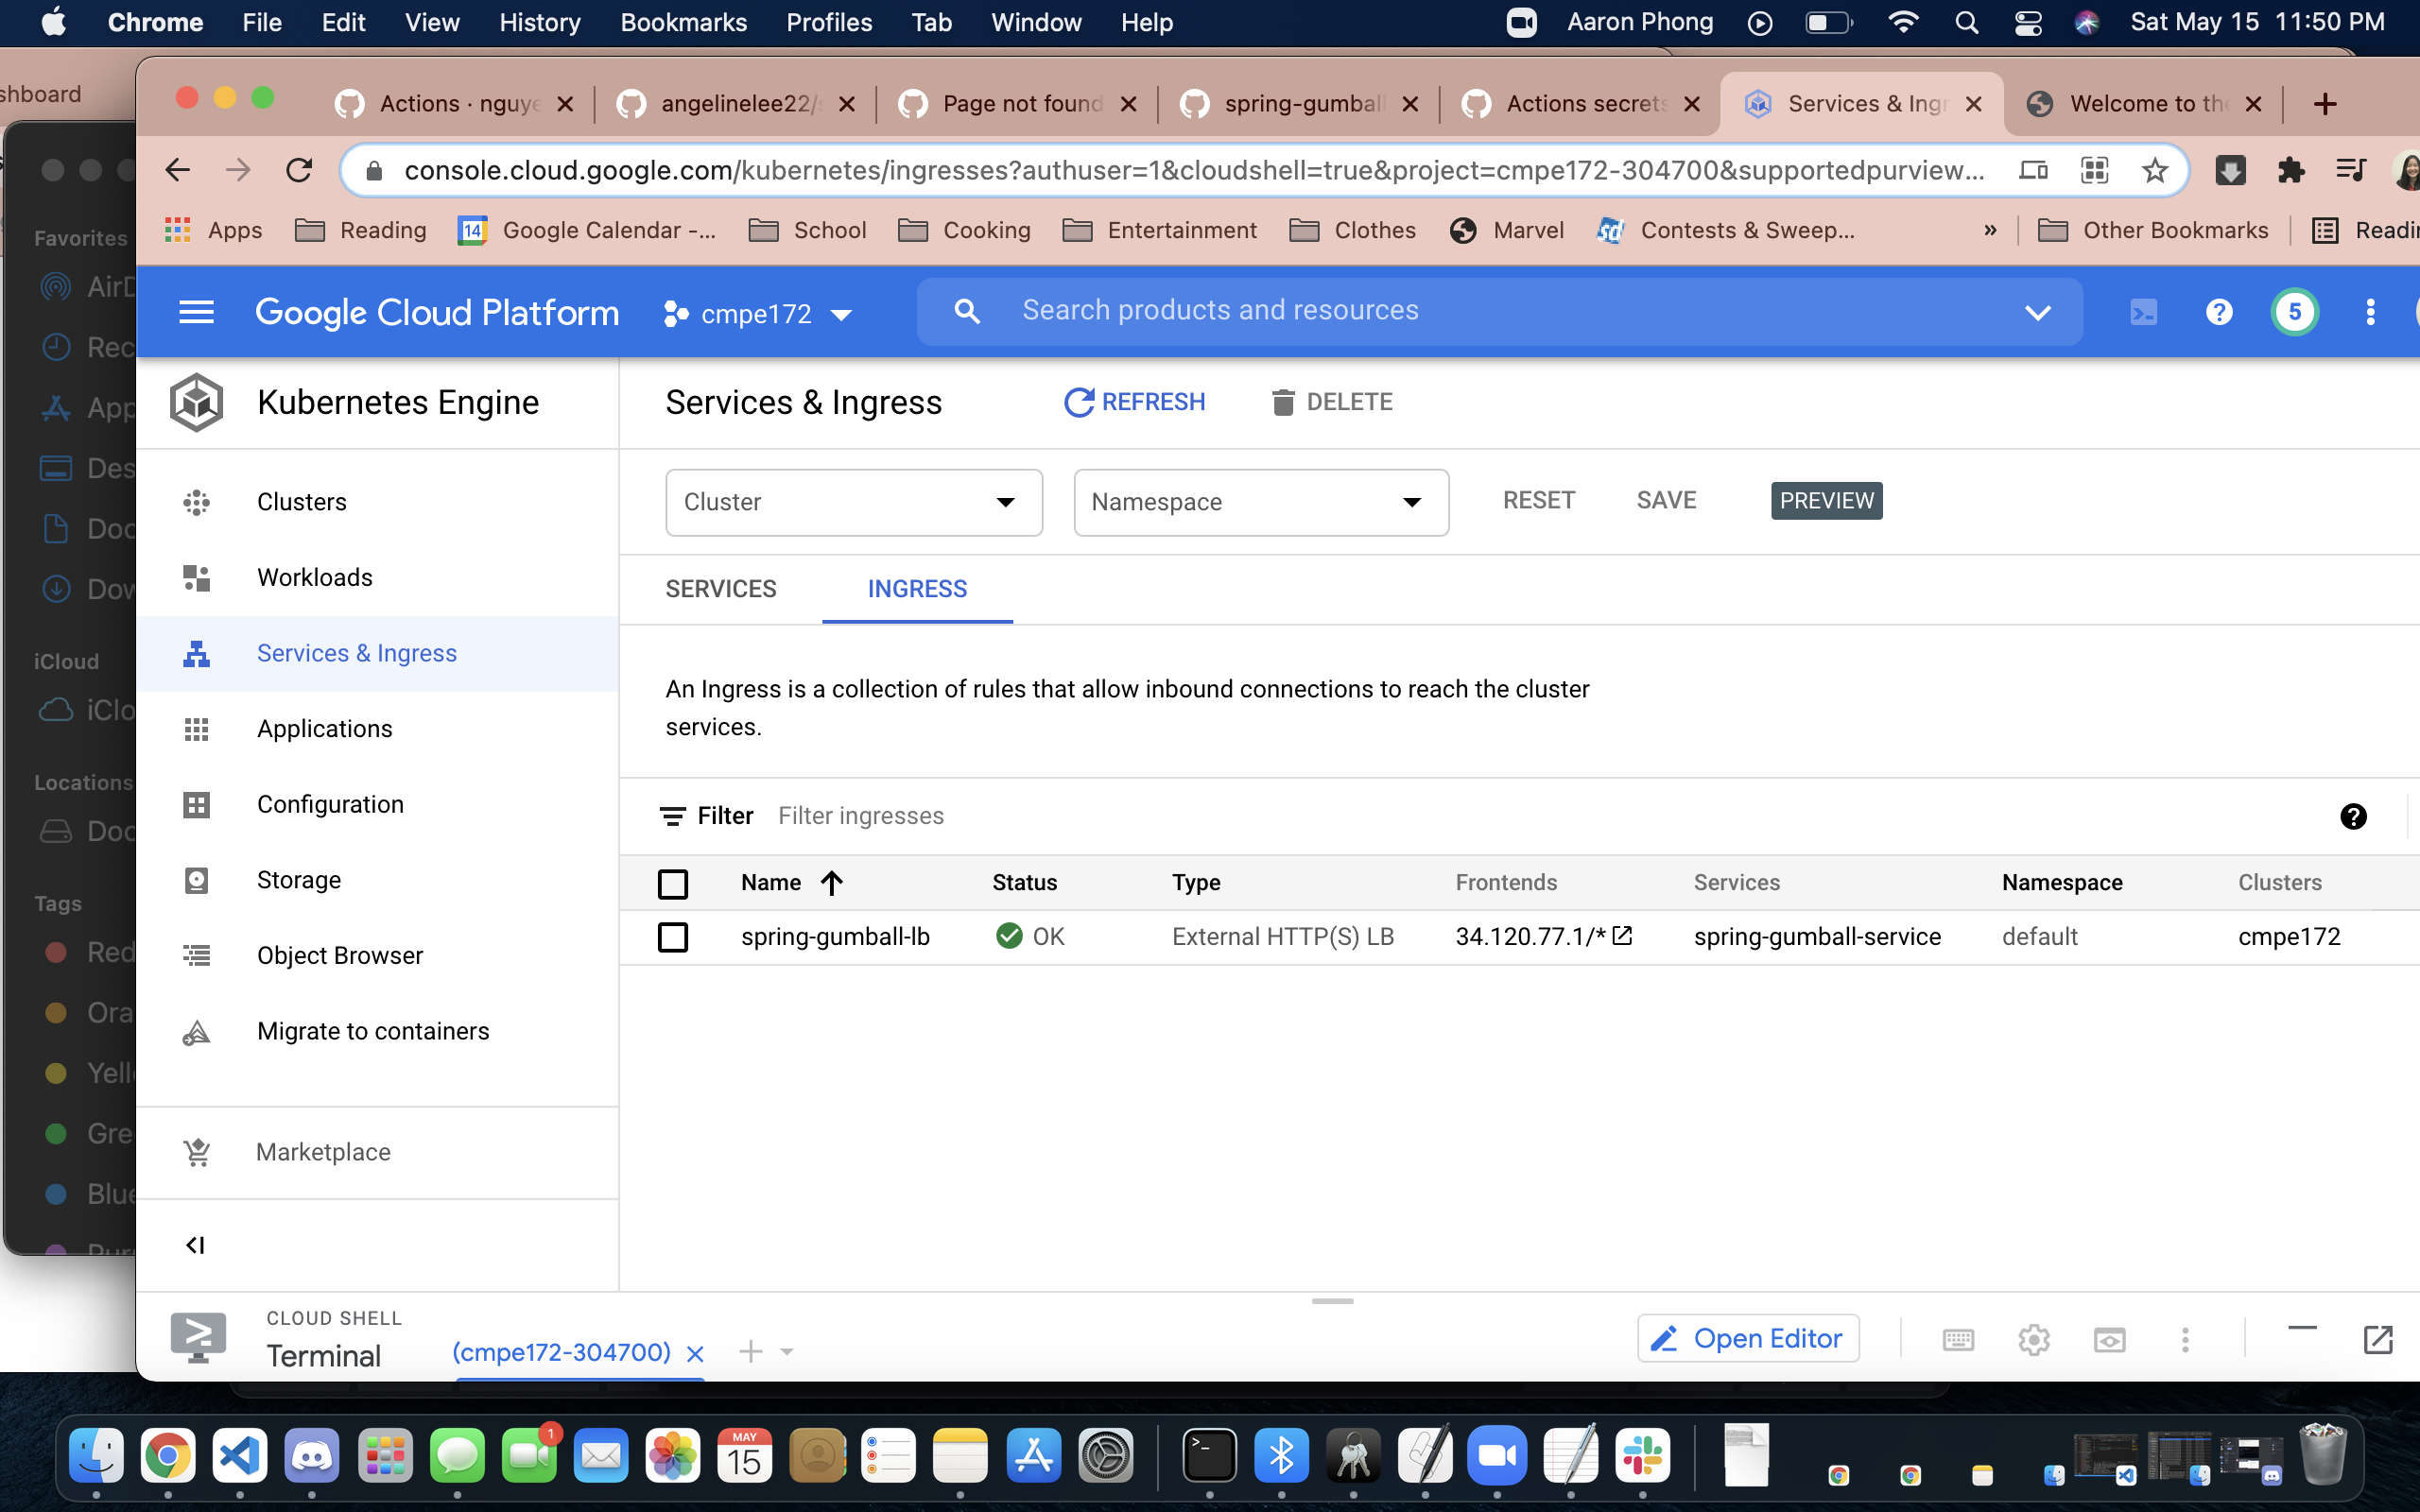 Chrome File Edit View History Bookmarks Profiles Tab Window Help Aaron Phong Sat May 15 11:50 PM
shboard
Actions · nguye angelinelee22/s Page not found spring-gumball Actions secrets Services & Ingr Welcome to the
console.cloud.google.com/kubernetes/ingresses?authuser=1&cloudshell=true&project=cmpe172-304700&supportedpurview...
Apps Reading 14 Google Calendar -... School Cooking Entertainment Clothes Marvel Contests & Sweep... » Other Bookmarks Readi
Favorites
AirD
Rec
App
Des
Doc
Dow
iCloud
iClo
Locations
Doc
Tags
Red
Ora
Yell
Gre
Blue
Pur
Google Cloud Platform cmpe172 Search products and resources ? 5
Kubernetes Engine
Clusters
Workloads
Services & Ingress
Applications
Configuration
Storage
Object Browser
Migrate to containers
Marketplace
Services & Ingress REFRESH DELETE
Cluster Namespace RESET SAVE PREVIEW
SERVICES INGRESS
An Ingress is a collection of rules that allow inbound connections to reach the cluster
services.
Filter Filter ingresses ?
Name Status Type Frontends Services Namespace Clusters
spring-gumball-lb OK External HTTP(S) LB 34.120.77.1/* spring-gumball-service default cmpe172
CLOUD SHELL
Terminal (cmpe172-304700) Open Editor
1
MAY
15